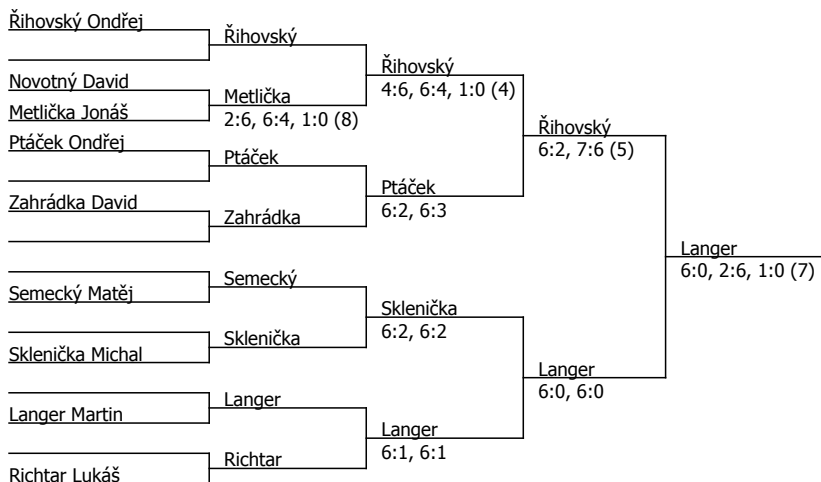 Řihovský Ondřej
Novotný David
Metlička Jonáš
Ptáček Ondřej
Zahrádka David
Semecký Matěj
Sklenička Michal
Langer Martin
Richtar Lukáš
Řihovský
Metlička
2:6, 6:4, 1:0 (8)
Ptáček
Zahrádka
Semecký
Sklenička
Langer
Richtar
Řihovský
4:6, 6:4, 1:0 (4)
Ptáček
6:2, 6:3
Sklenička
6:2, 6:2
Langer
6:1, 6:1
Řihovský
6:2, 7:6 (5)
Langer
6:0, 6:0
Langer
6:0, 2:6, 1:0 (7)